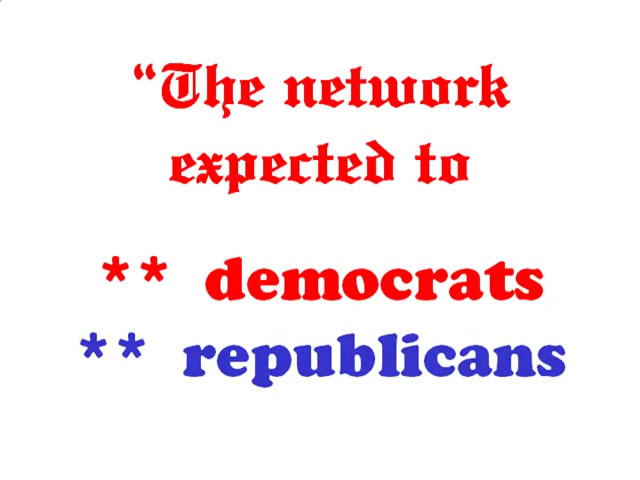 “The network
expected to
** democrats
** republicans